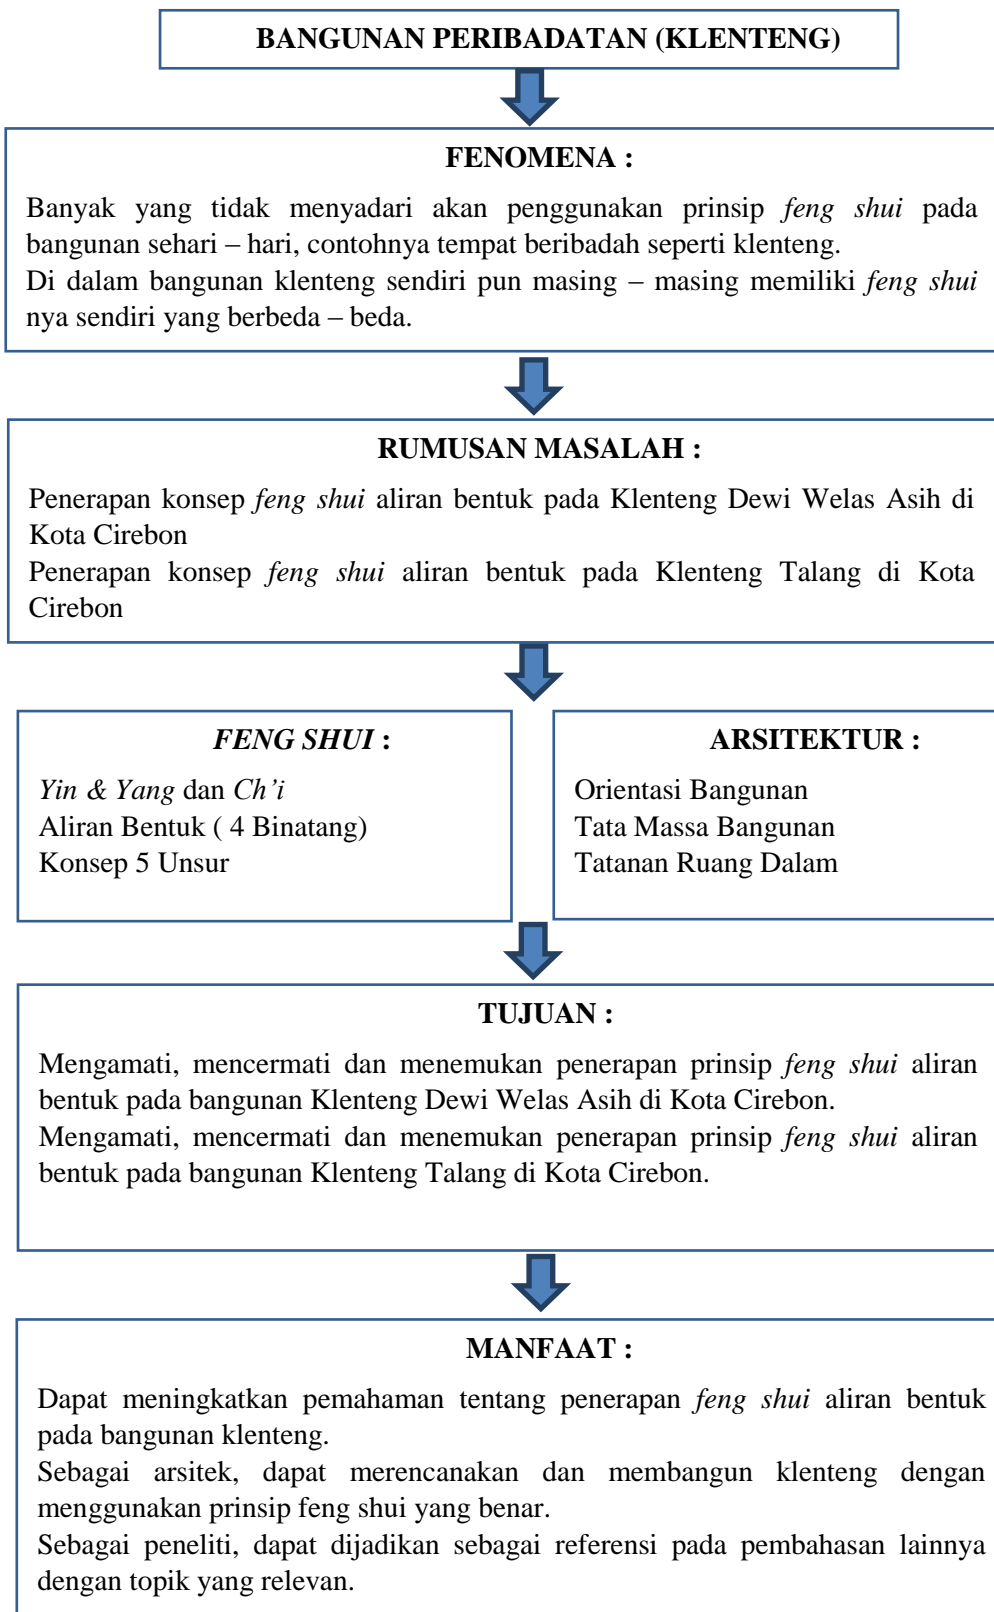 BANGUNAN PERIBADATAN (KLENTENG)
FENOMENA :
Banyak yang tidak menyadari akan penggunakan prinsip feng shui pada
bangunan sehari – hari, contohnya tempat beribadah seperti klenteng.
Di dalam bangunan klenteng sendiri pun masing – masing memiliki feng shui
nya sendiri yang berbeda – beda.
RUMUSAN MASALAH :
Penerapan konsep feng shui aliran bentuk pada Klenteng Dewi Welas Asih di
Kota Cirebon
Penerapan konsep feng shui aliran bentuk pada Klenteng Talang di Kota
Cirebon
FENG SHUI :
Yin & Yang dan Ch’i
Aliran Bentuk ( 4 Binatang)
Konsep 5 Unsur
ARSITEKTUR :
Orientasi Bangunan
Tata Massa Bangunan
Tatanan Ruang Dalam
TUJUAN :
Mengamati, mencermati dan menemukan penerapan prinsip feng shui aliran
bentuk pada bangunan Klenteng Dewi Welas Asih di Kota Cirebon.
Mengamati, mencermati dan menemukan penerapan prinsip feng shui aliran
bentuk pada bangunan Klenteng Talang di Kota Cirebon.
MANFAAT :
Dapat meningkatkan pemahaman tentang penerapan feng shui aliran bentuk
pada bangunan klenteng.
Sebagai arsitek, dapat merencanakan dan membangun klenteng dengan
menggunakan prinsip feng shui yang benar.
Sebagai peneliti, dapat dijadikan sebagai referensi pada pembahasan lainnya
dengan topik yang relevan.